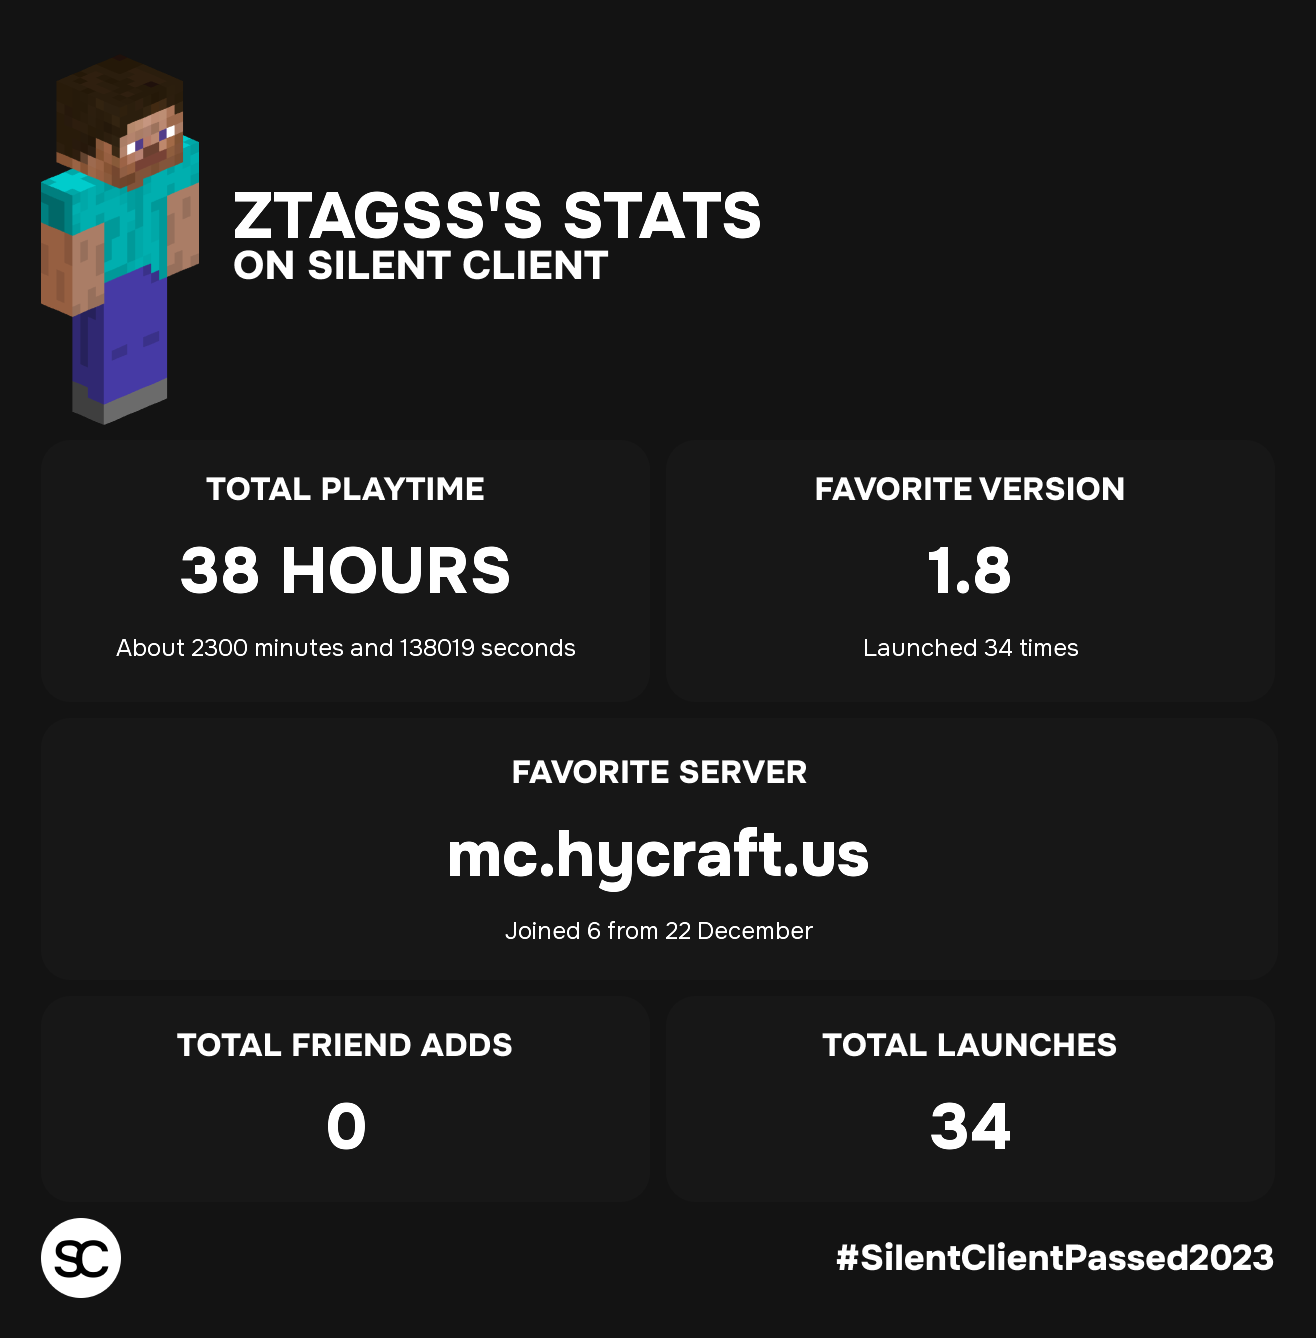 ZTAGSS'S STATS
ON SILENT CLIENT
TOTAL PLAYTIME
38 HOURS
About 2300 minutes and 138019 seconds
FAVORITE VERSION
1.8
Launched 34 times
FAVORITE SERVER
mc.hycraft.us
Joined 6 from 22 December
TOTAL FRIEND ADDS
0
TOTAL LAUNCHES
34
SC
#SilentClientPassed2023